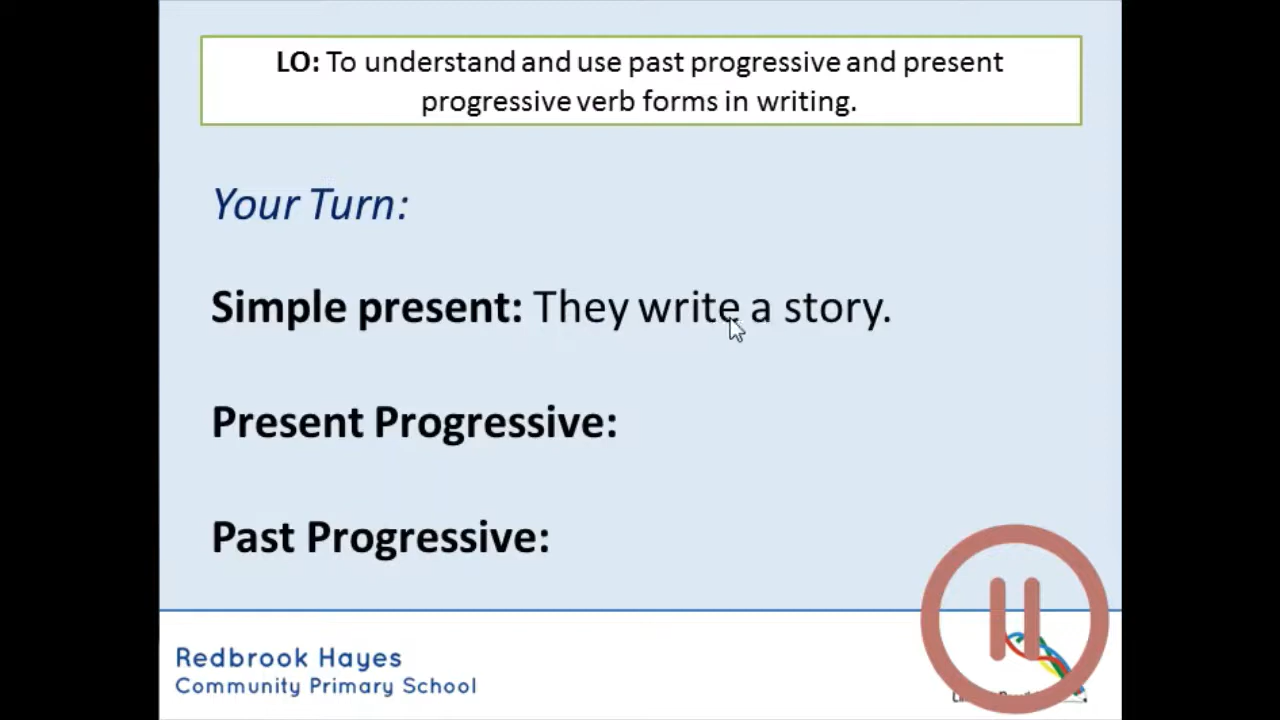 LO: To understand and use past progressive and present
progressive verb forms in writing.
Your Turn:
Simple present: They write a story.
Present Progressive:
Past Progressive:
Redbrook Hayes
Community Primary School